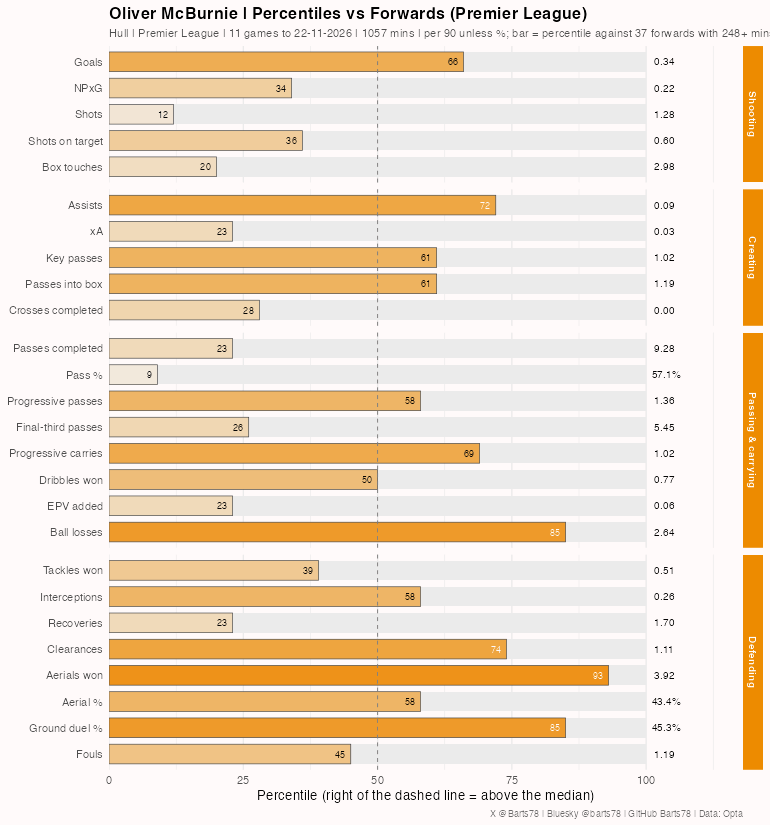 Oliver McBurnie | Percentiles vs Forwards (Premier League)
Hull | Premier League | 11 games to 22-11-2026 | 1057 mins | per 90 unless %; bar = percentile against 37 forwards with 248+ mins
Goals 66 0.34
NPxG 34 0.22
Shots 12 1.28
Shots on target 36 0.60
Box touches 20 2.98
Shooting
Assists 72 0.09
xA 23 0.03
Key passes 61 1.02
Passes into box 61 1.19
Crosses completed 28 0.00
Creating
Passes completed 23 9.28
Pass % 9 57.1%
Progressive passes 58 1.36
Final-third passes 26 5.45
Progressive carries 69 1.02
Dribbles won 50 0.77
EPV added 23 0.06
Ball losses 85 2.64
Passing & carrying
Tackles won 39 0.51
Interceptions 58 0.26
Recoveries 23 1.70
Clearances 74 1.11
Aerials won 93 3.92
Aerial % 58 43.4%
Ground duel % 85 45.3%
Fouls 45 1.19
Defending
0 25 50 75 100
Percentile (right of the dashed line = above the median)
X @Barts78 | Bluesky @barts78 | GitHub Barts78 | Data: Opta